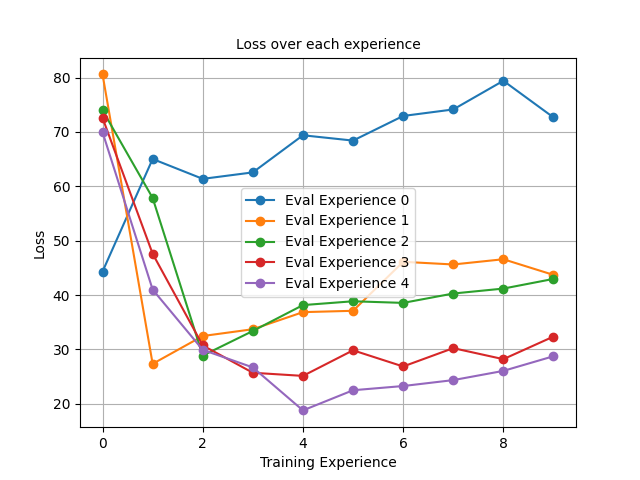 Loss over each experience
80
70
60
50
40
30
20
Loss
Eval Experience 0
Eval Experience 1
Eval Experience 2
Eval Experience 3
Eval Experience 4
0 2 4 6 8
Training Experience